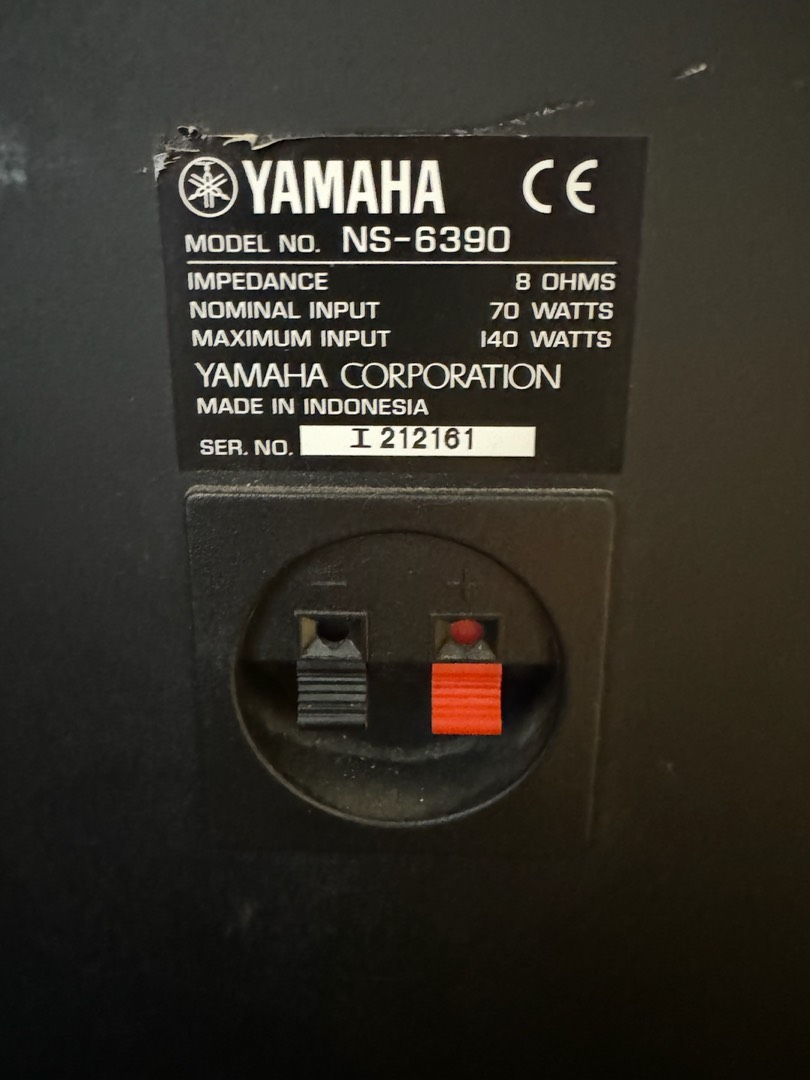 YAMAHA CE
MODEL NO. NS-6390
IMPEDANCE 8 OHMS
NOMINAL INPUT 70 WATTS
MAXIMUM INPUT 140 WATTS
YAMAHA CORPORATION
MADE IN INDONESIA
SER. NO. I 212161
− +